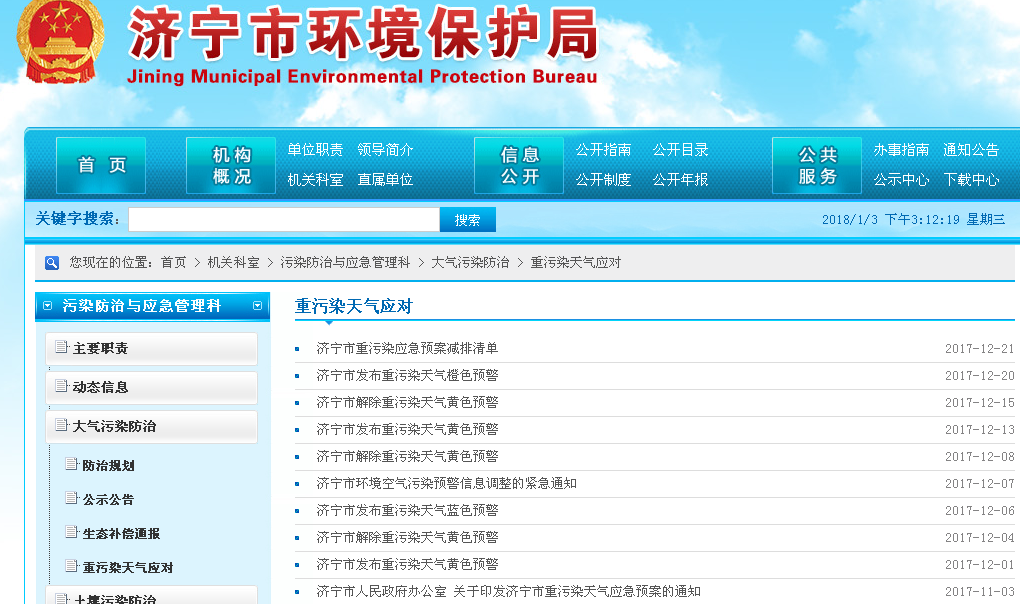 济宁市环境保护局
Jining Municipal Environmental Protection Bureau
首 页
机构概况
单位职责 领导简介
机关科室 直属单位
信息公开
公开指南 公开目录
公开制度 公开年报
公共服务
办事指南 通知公告
公示中心 下载中心
关键字搜索: 搜索 2018/1/3 下午3:12:19 星期三
您现在的位置: 首页 > 机关科室 > 污染防治与应急管理科 > 大气污染防治 > 重污染天气应对
污染防治与应急管理科
主要职责
动态信息
大气污染防治
防治规划
公示公告
生态补偿通报
重污染天气应对
土壤污染防治
重污染天气应对
济宁市重污染应急预案减排清单 2017-12-21
济宁市发布重污染天气橙色预警 2017-12-20
济宁市解除重污染天气黄色预警 2017-12-15
济宁市发布重污染天气黄色预警 2017-12-13
济宁市解除重污染天气黄色预警 2017-12-08
济宁市环境空气污染预警信息调整的紧急通知 2017-12-07
济宁市发布重污染天气蓝色预警 2017-12-06
济宁市解除重污染天气黄色预警 2017-12-04
济宁市发布重污染天气黄色预警 2017-12-01
济宁市人民政府办公室 关于印发济宁市重污染天气应急预案的通知 2017-11-03